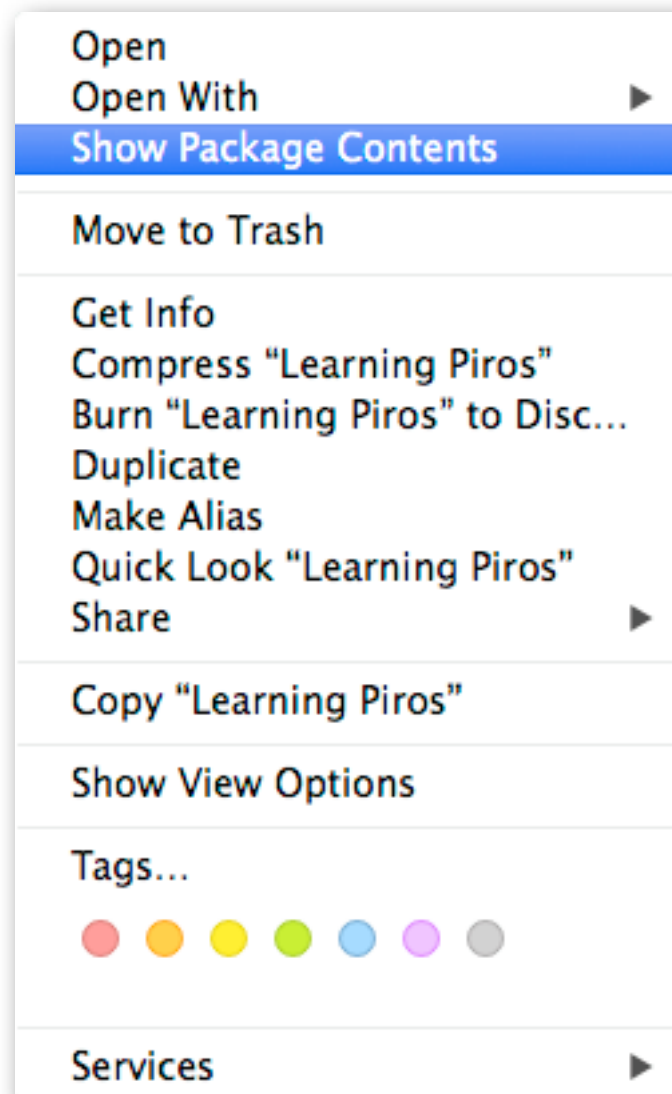 Open
Open With
Show Package Contents
Move to Trash
Get Info
Compress “Learning Piros”
Burn “Learning Piros” to Disc...
Duplicate
Make Alias
Quick Look “Learning Piros”
Share
Copy “Learning Piros”
Show View Options
Tags...
Services